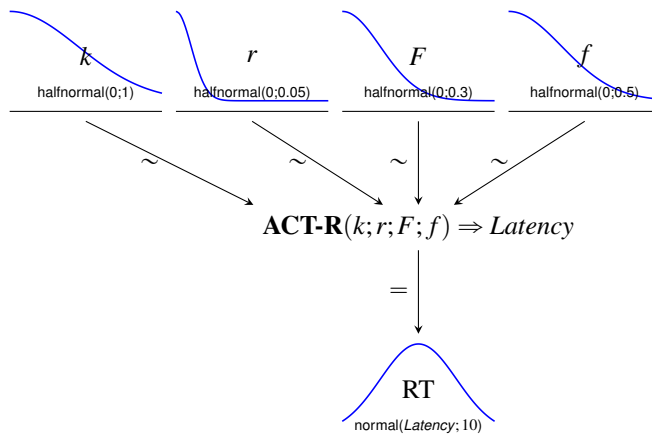 k r F f
halfnormal(0;1) halfnormal(0;0.05) halfnormal(0;0.3) halfnormal(0;0.5)
∼ ∼ ∼ ∼
ACT-R(k;r;F;f) ⇒ Latency
=
RT
normal(Latency;10)